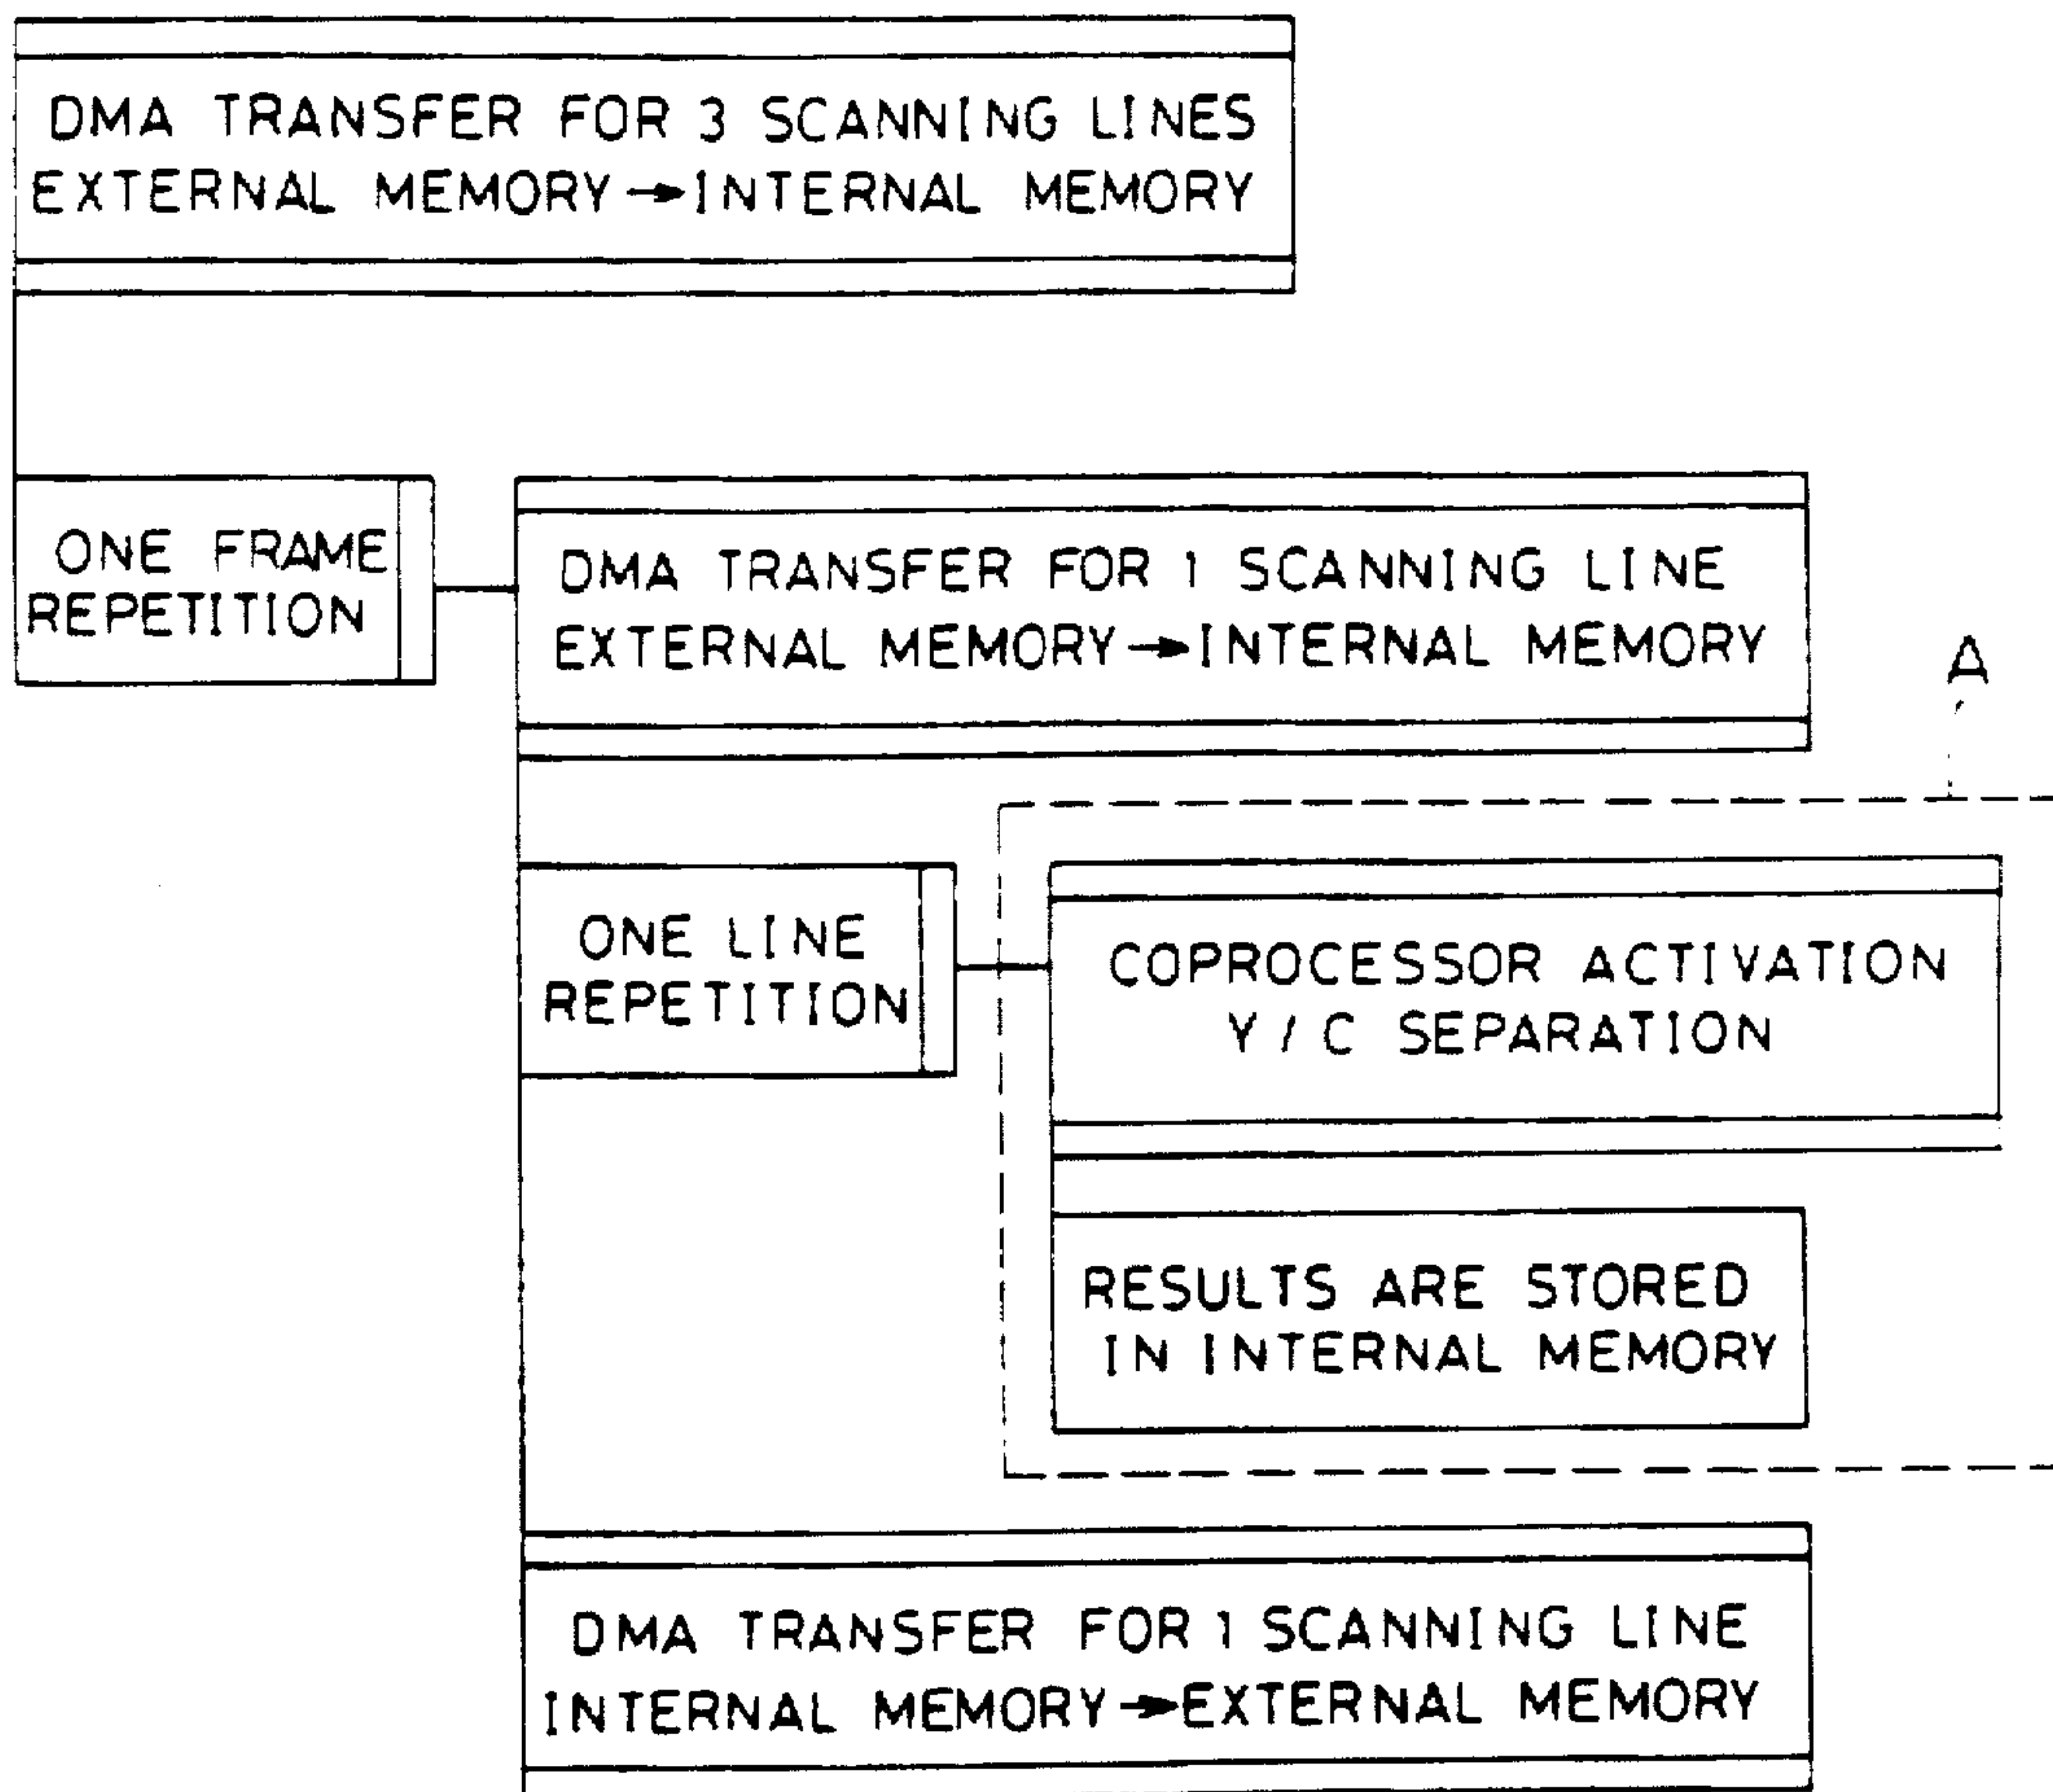 DMA TRANSFER FOR 3 SCANNING LINES
EXTERNAL MEMORY → INTERNAL MEMORY
ONE FRAME
REPETITION
DMA TRANSFER FOR 1 SCANNING LINE
EXTERNAL MEMORY → INTERNAL MEMORY
A
ONE LINE
REPETITION
COPROCESSOR ACTIVATION
Y / C SEPARATION
RESULTS ARE STORED
IN INTERNAL MEMORY
DMA TRANSFER FOR 1 SCANNING LINE
INTERNAL MEMORY → EXTERNAL MEMORY